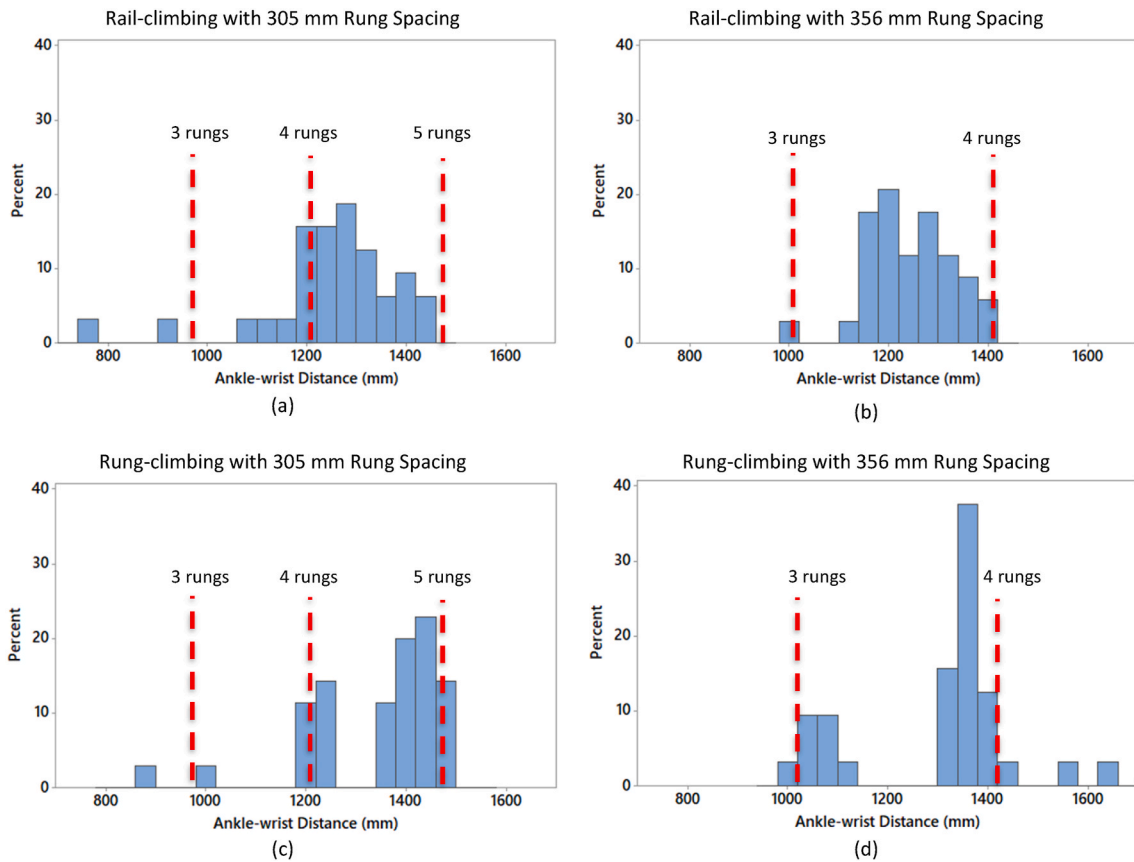 Rail-climbing with 305 mm Rung Spacing
40
30
20
10
0
Percent
3 rungs
4 rungs
5 rungs
800
1000
1200
1400
1600
Ankle-wrist Distance (mm)
(a)
Rail-climbing with 356 mm Rung Spacing
40
30
20
10
0
Percent
3 rungs
4 rungs
800
1000
1200
1400
1600
Ankle-wrist Distance (mm)
(b)
Rung-climbing with 305 mm Rung Spacing
40
30
20
10
0
Percent
3 rungs
4 rungs
5 rungs
800
1000
1200
1400
1600
Ankle-wrist Distance (mm)
(c)
Rung-climbing with 356 mm Rung Spacing
40
30
20
10
0
Percent
3 rungs
4 rungs
800
1000
1200
1400
1600
Ankle-wrist Distance (mm)
(d)